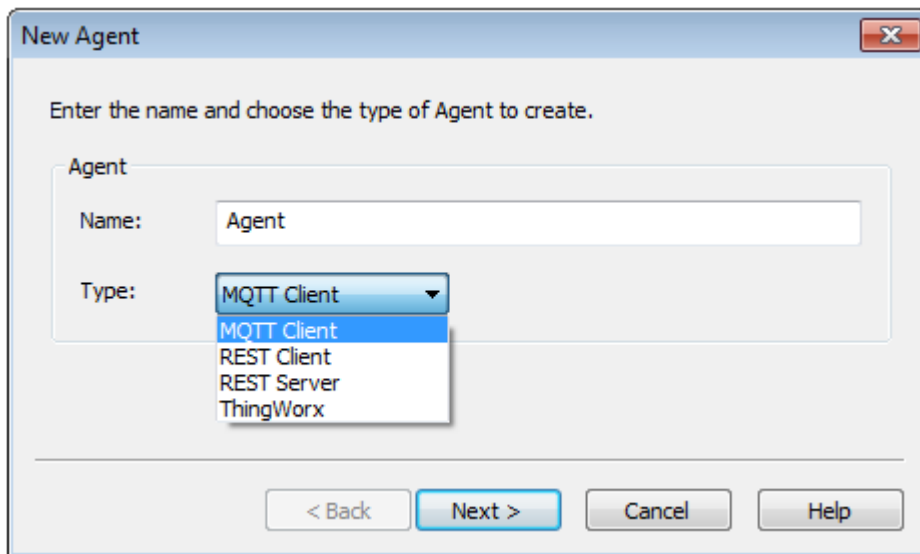 New Agent
Enter the name and choose the type of Agent to create.
Agent
Name: Agent
Type: MQTT Client
MQTT Client
REST Client
REST Server
ThingWorx
< Back Next > Cancel Help